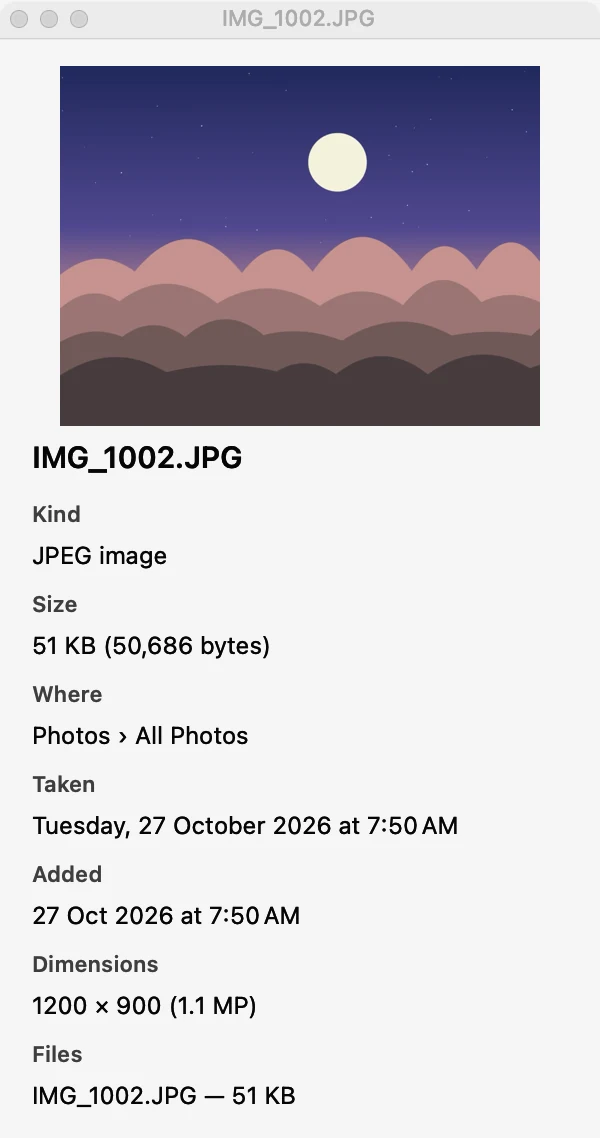 IMG_1002.JPG
IMG_1002.JPG
Kind
JPEG image
Size
51 KB (50,686 bytes)
Where
Photos › All Photos
Taken
Tuesday, 27 October 2026 at 7:50 AM
Added
27 Oct 2026 at 7:50 AM
Dimensions
1200 × 900 (1.1 MP)
Files
IMG_1002.JPG — 51 KB